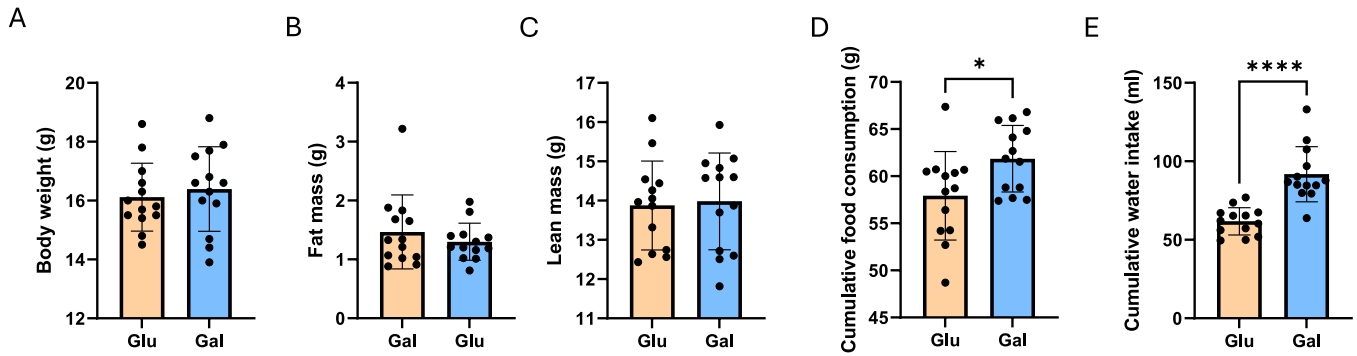 A
Body weight (g)
20
18
16
14
12
Glu Gal
B
Fat mass (g)
4
3
2
1
0
Gal Glu
C
Lean mass (g)
17
16
15
14
13
12
11
Glu Gal
D
Cumulative food consumption (g)
70
65
60
55
50
45
*
Glu Gal
E
Cumulative water intake (ml)
150
100
50
0
****
Glu Gal